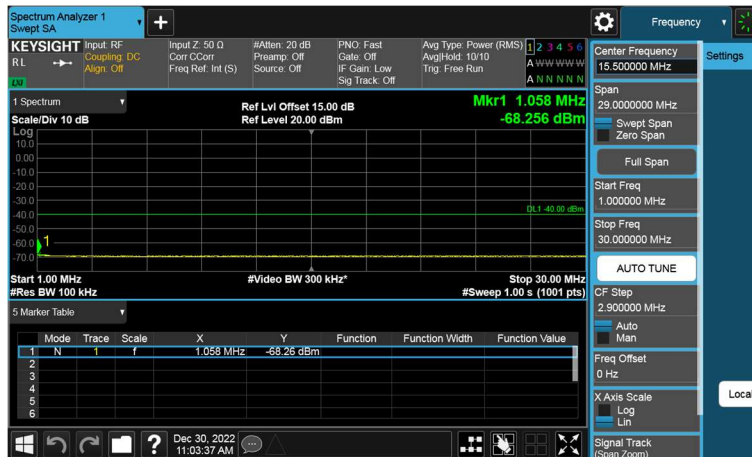 Spectrum Analyzer 1
Swept SA
Frequency
KEYSIGHT
RL
LXI
Input: RF
Coupling: DC
Align: Off
Input Z: 50 Ω
Corr CCorr
Freq Ref: Int (S)
#Atten: 20 dB
Preamp: Off
Source: Off
PNO: Fast
Gate: Off
IF Gain: Low
Sig Track: Off
Avg Type: Power (RMS)
Avg|Hold: 10/10
Trig: Free Run
1 2 3 4 5 6
A W W W W W
A N N N N N
1 Spectrum
Scale/Div 10 dB
Ref Lvl Offset 15.00 dB
Ref Level 20.00 dBm
Mkr1 1.058 MHz
-68.256 dBm
Log
10.0
0.00
-10.0
-20.0
-30.0
-40.0
-50.0
-60.0
-70.0
DL1 -40.00 dBm
1
Start 1.00 MHz
#Res BW 100 kHz
#Video BW 300 kHz*
Stop 30.00 MHz
#Sweep 1.00 s (1001 pts)
5 Marker Table
Mode Trace Scale X Y Function Function Width Function Value
1 N 1 f 1.058 MHz -68.26 dBm
2
3
4
5
6
?
Dec 30, 2022
11:03:37 AM
Center Frequency
15.500000 MHz
Settings
Span
29.0000000 MHz
Swept Span
Zero Span
Full Span
Start Freq
1.000000 MHz
Stop Freq
30.000000 MHz
AUTO TUNE
CF Step
2.900000 MHz
Auto
Man
Freq Offset
0 Hz
X Axis Scale
Log
Lin
Local
Signal Track
(Span Zoom)